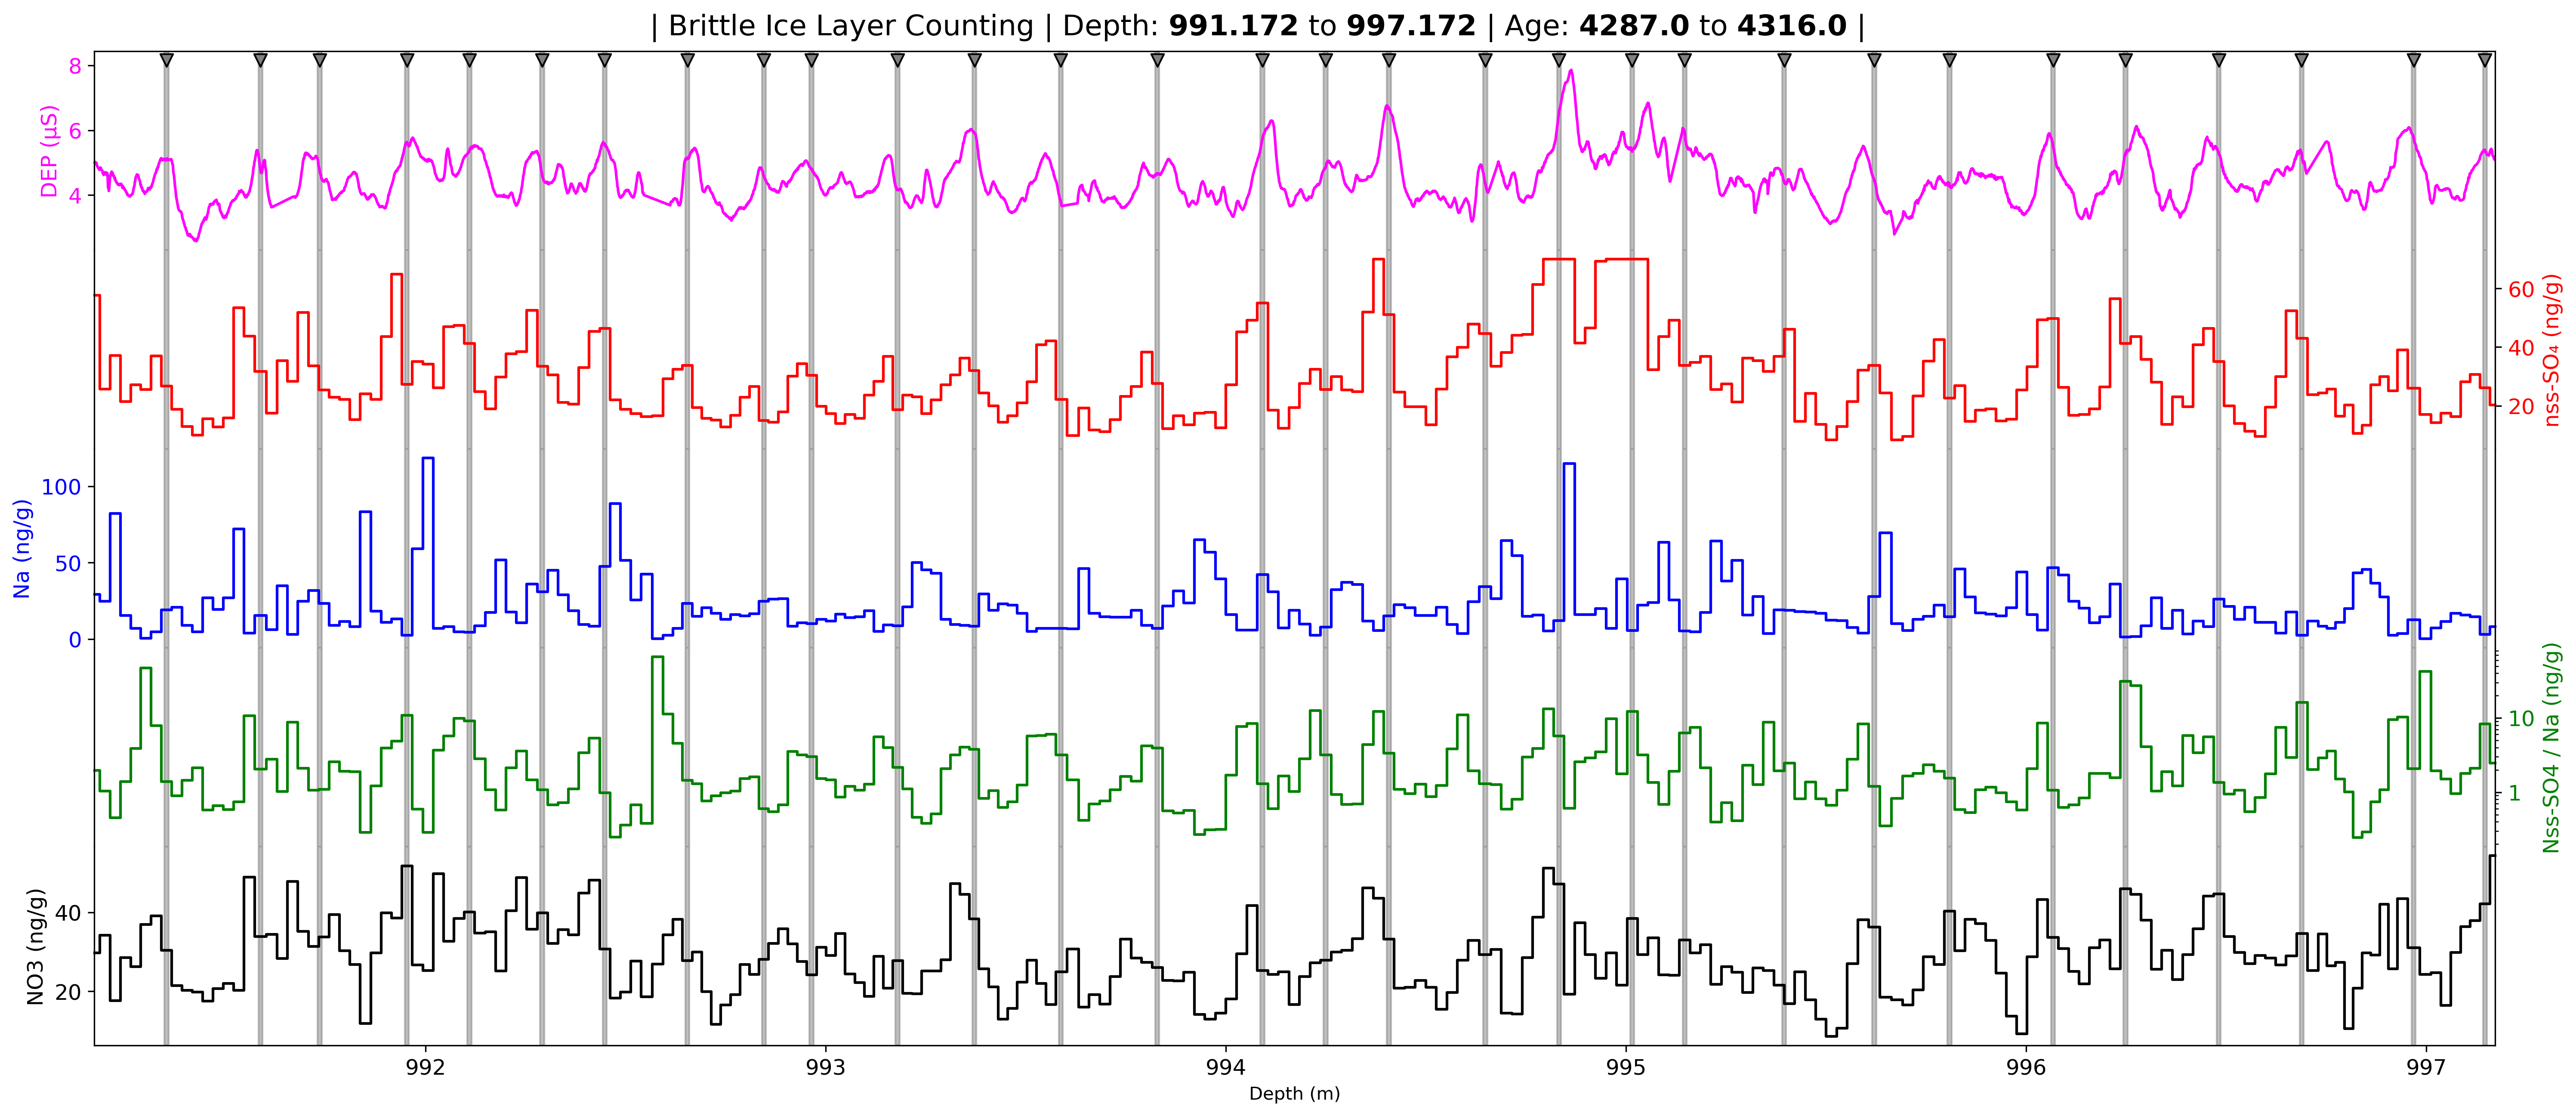 | Brittle Ice Layer Counting | Depth: 991.172 to 997.172 | Age: 4287.0 to 4316.0 |
8
6
4
DEP (µS)
60
40
20
nss-SO₄ (ng/g)
100
50
0
Na (ng/g)
10
1
Nss-SO4 / Na (ng/g)
40
20
NO3 (ng/g)
992 993 994 995 996 997
Depth (m)